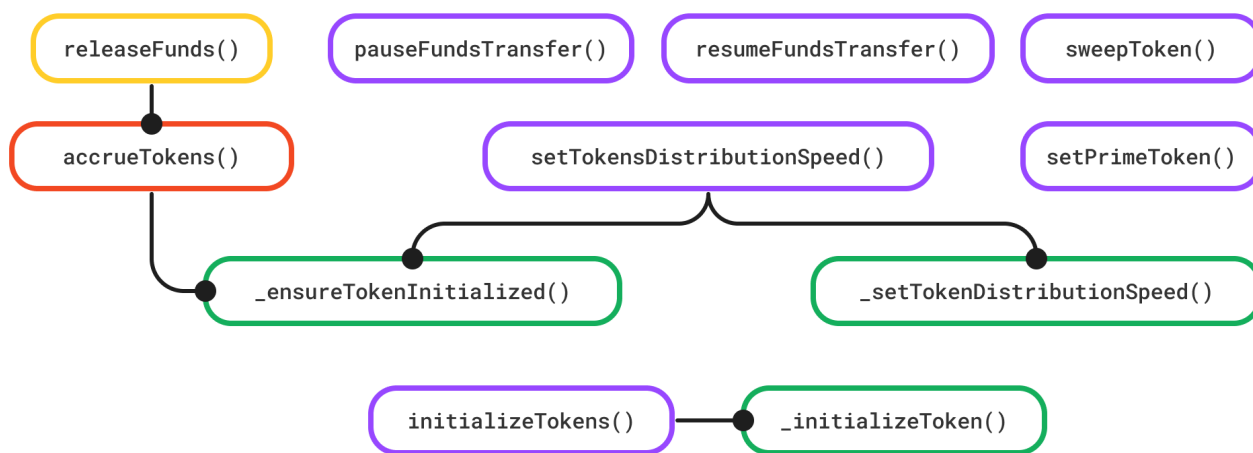 releaseFunds()
pauseFundsTransfer()
resumeFundsTransfer()
sweepToken()
accrueTokens()
setTokensDistributionSpeed()
setPrimeToken()
_ensureTokenInitialized()
_setTokenDistributionSpeed()
initializeTokens()
_initializeToken()